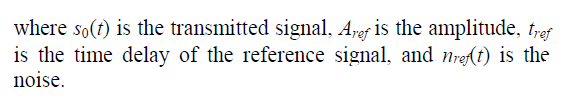 where s₀(t) is the transmitted signal, Aref is the amplitude, tref
is the time delay of the reference signal, and nref(t) is the
noise.